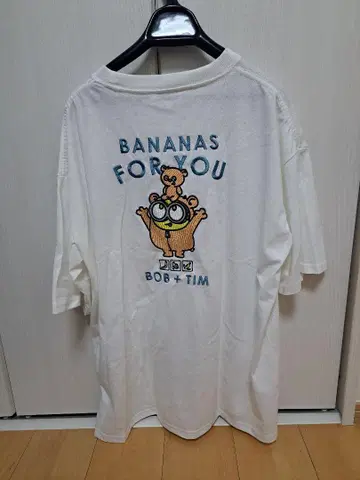 BANANAS
FOR YOU
BOB + TIM